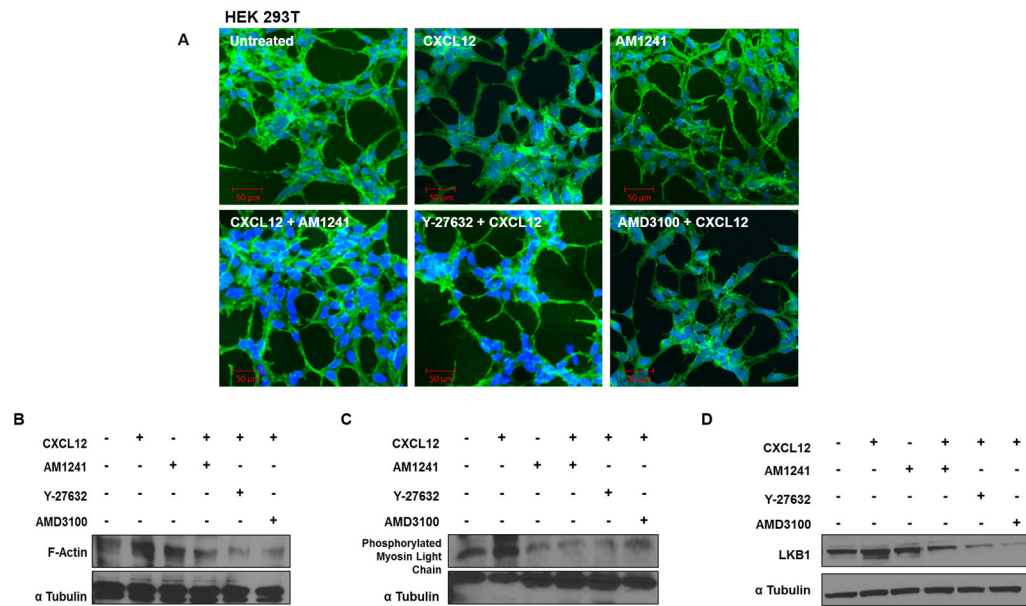 HEK 293T
A
Untreated
CXCL12
AM1241
50 µm
50 µm
50 µm
CXCL12 + AM1241
Y-27632 + CXCL12
AMD3100 + CXCL12
50 µm
50 µm
50 µm
B
CXCL12 - + - + + +
AM1241 - - + + - -
Y-27632 - - - - + -
AMD3100 - - - - - +
F-Actin
α Tubulin
C
CXCL12 - + - + + +
AM1241 - - + + - -
Y-27632 - - - - + -
AMD3100 - - - - - +
Phosphorylated
Myosin Light
Chain
α Tubulin
D
CXCL12 - + - + + +
AM1241 - - + + - -
Y-27632 - - - - + -
AMD3100 - - - - - +
LKB1
α Tubulin